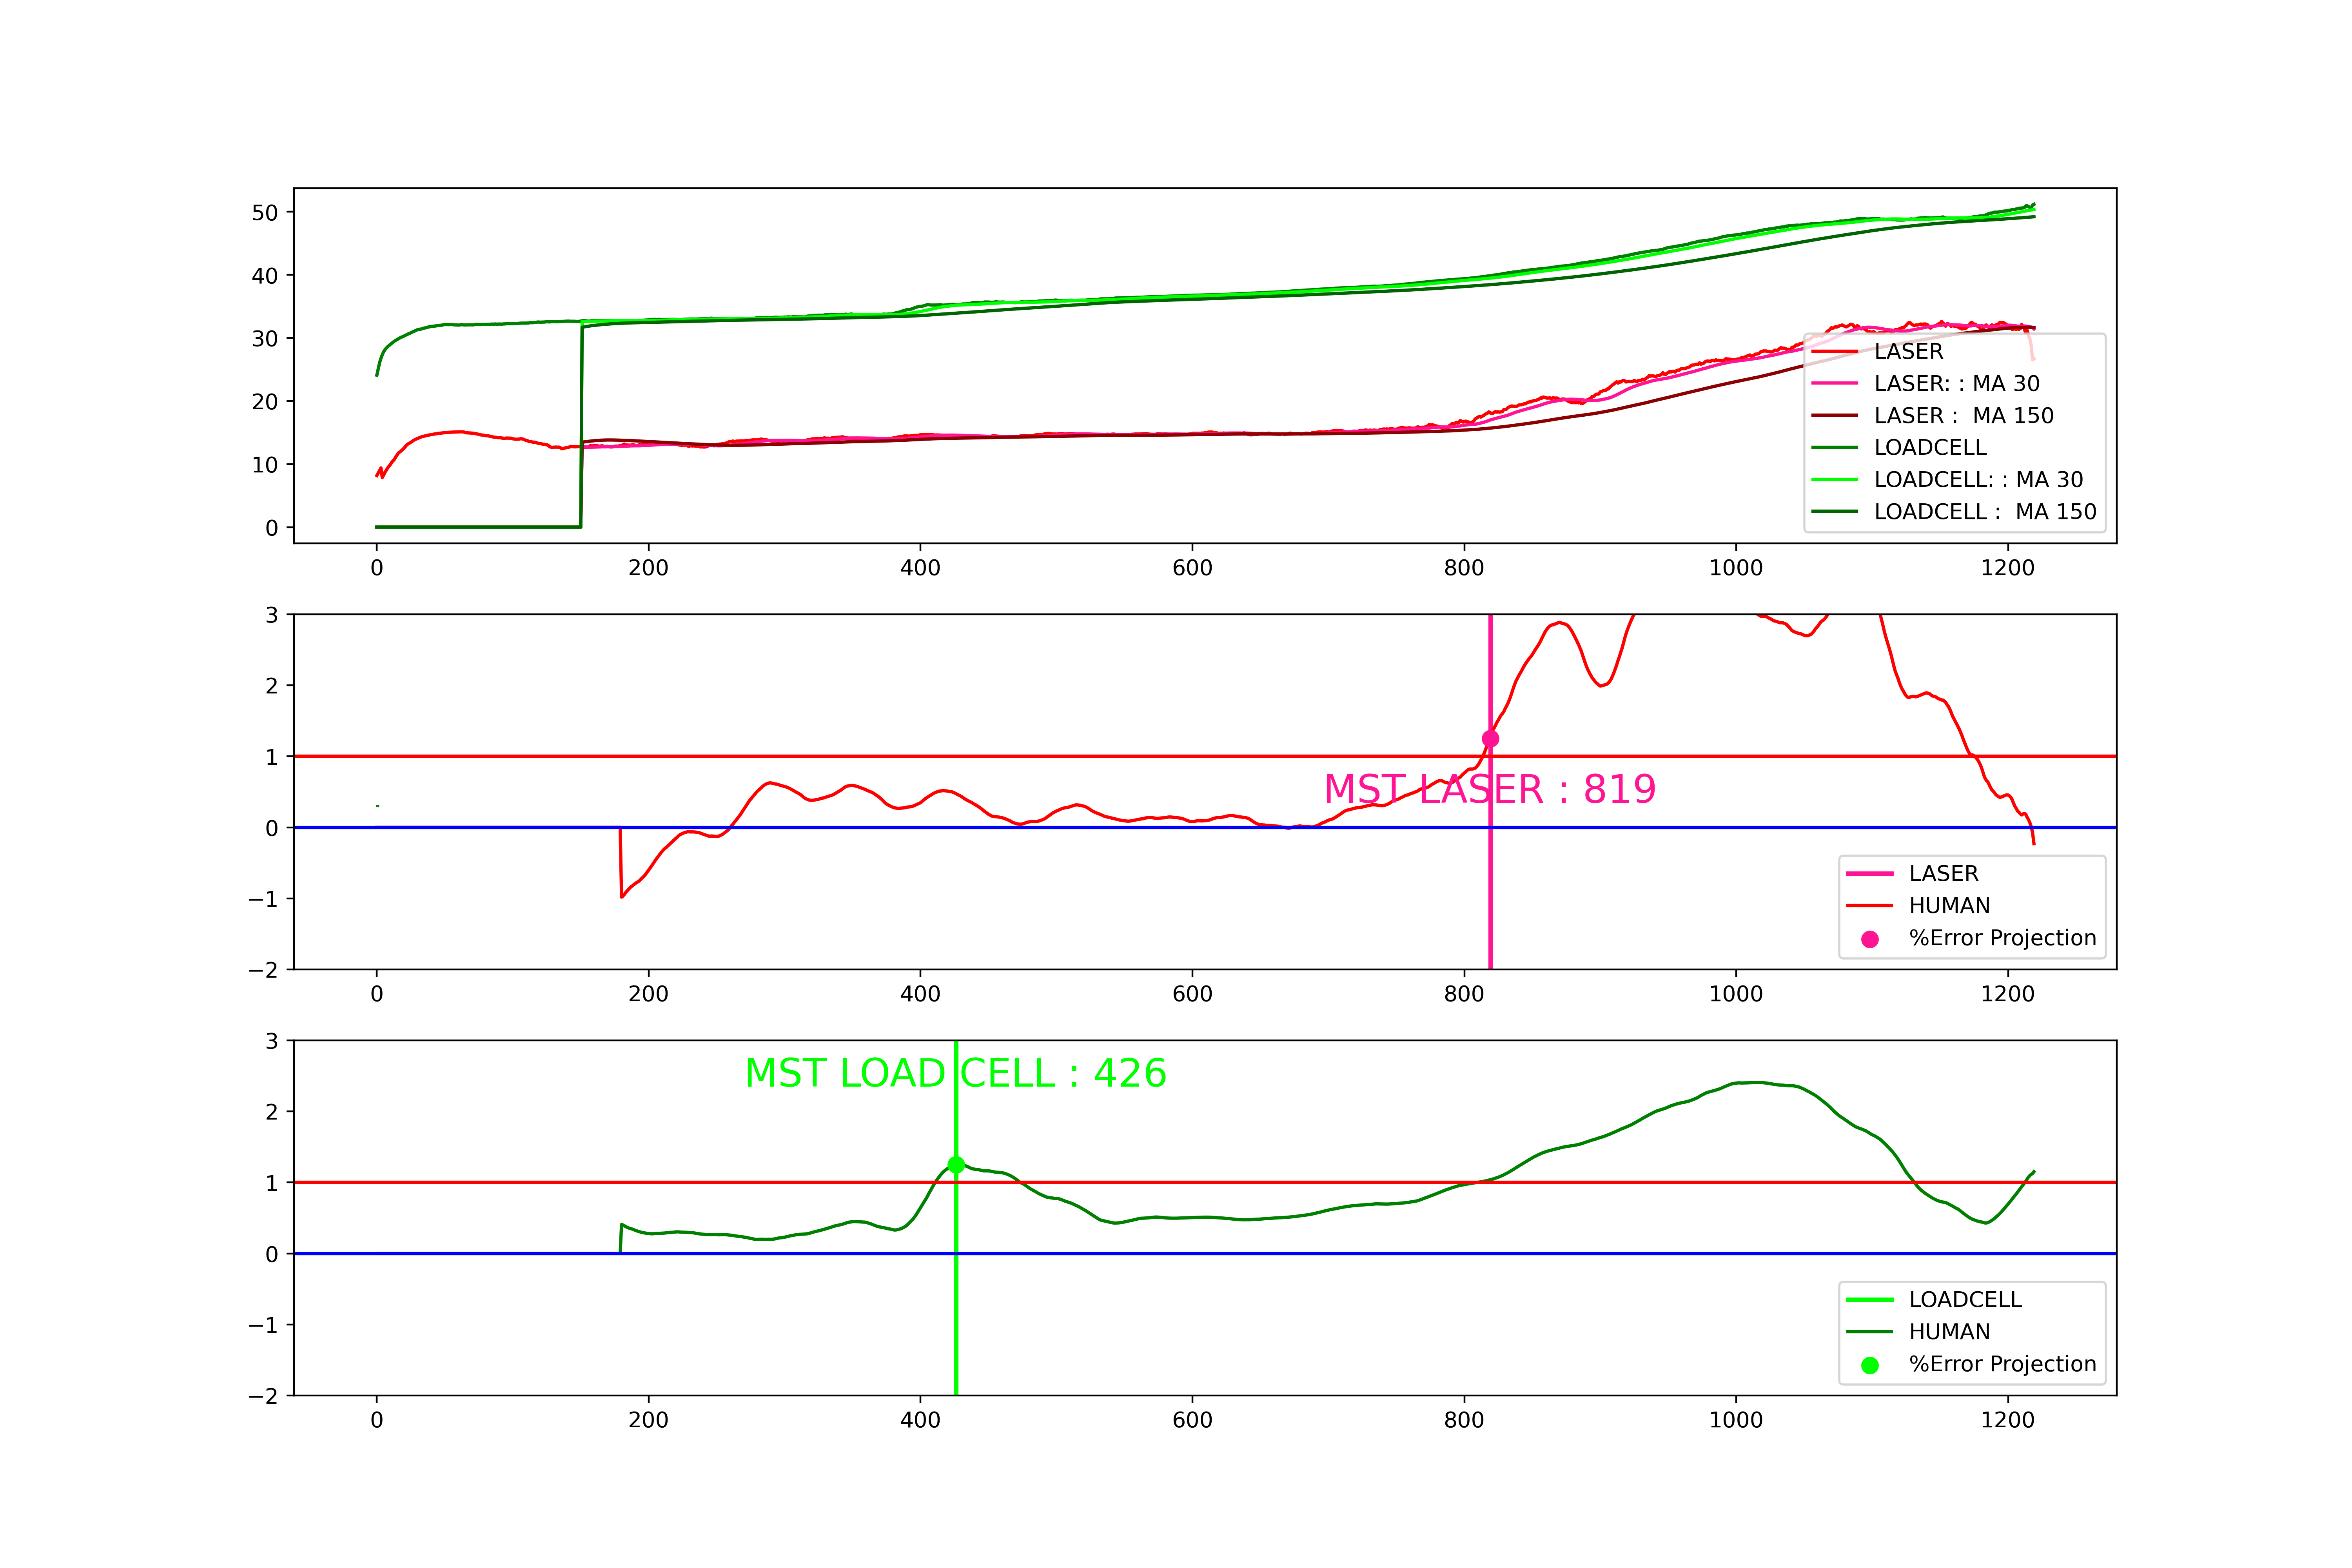 50
40
30
20
10
0
LASER
LASER: : MA 30
LASER :  MA 150
LOADCELL
LOADCELL: : MA 30
LOADCELL :  MA 150
0 200 400 600 800 1000 1200
3
2
1
0
−1
−2
MST LASER : 819
LASER
HUMAN
%Error Projection
0 200 400 600 800 1000 1200
3
2
1
0
−1
−2
MST LOAD CELL : 426
LOADCELL
HUMAN
%Error Projection
0 200 400 600 800 1000 1200